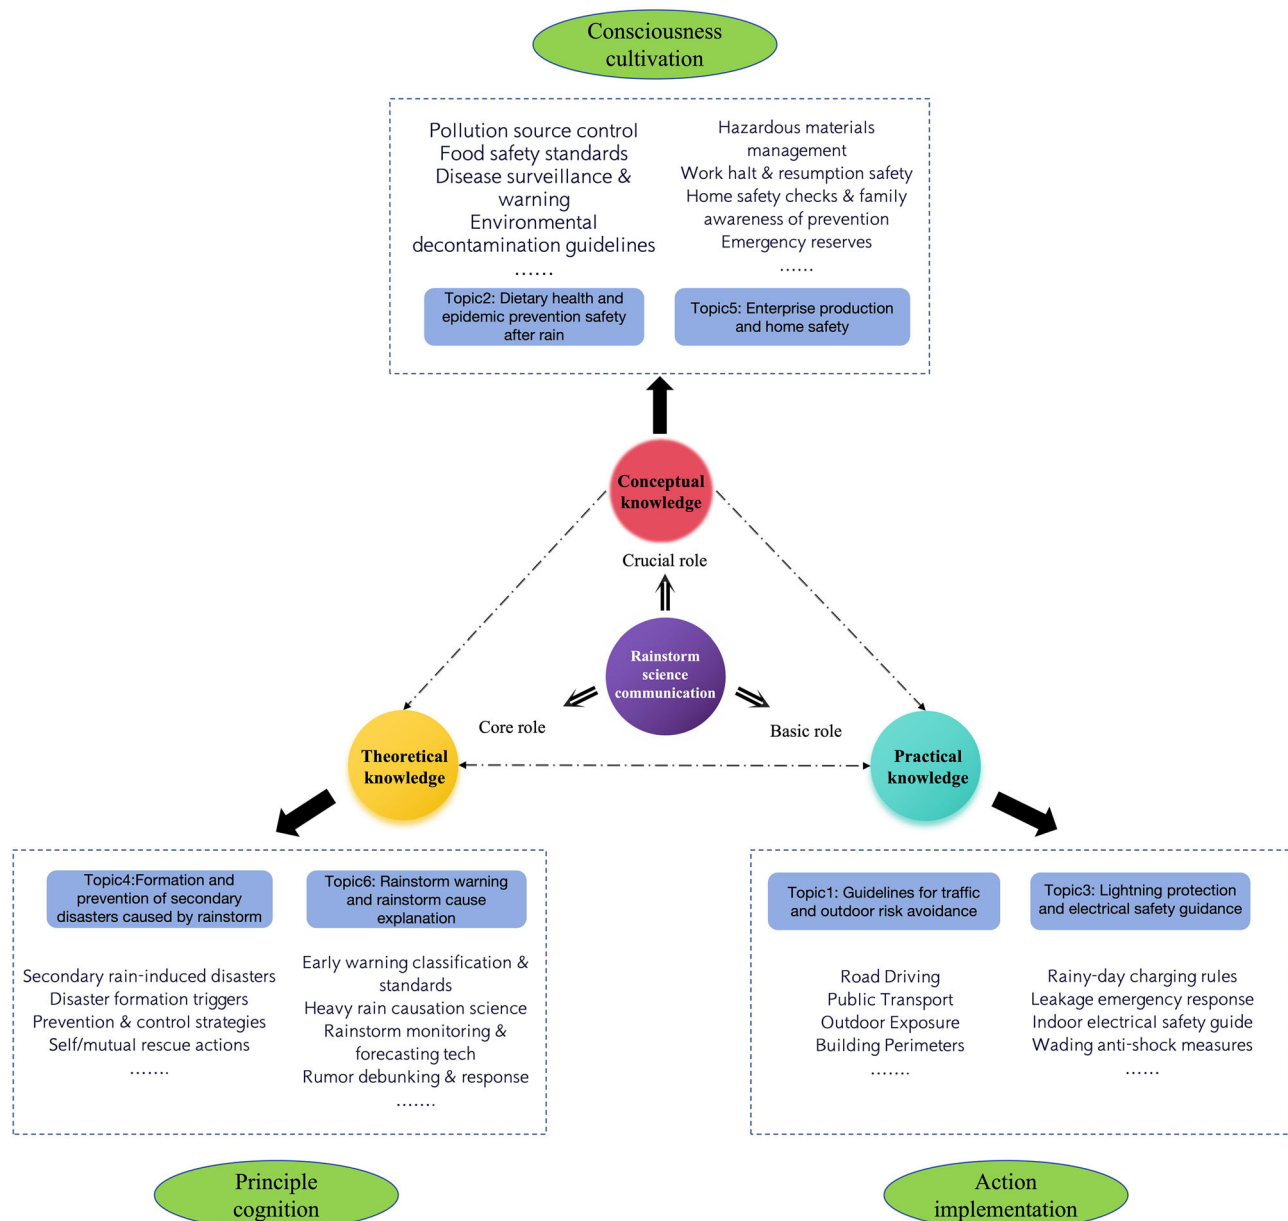 Consciousness
cultivation
Pollution source control
Food safety standards
Disease surveillance &
warning
Environmental
decontamination guidelines
......
Hazardous materials
management
Work halt & resumption safety
Home safety checks & family
awareness of prevention
Emergency reserves
......
Topic2: Dietary health and
epidemic prevention safety
after rain
Topic5: Enterprise production
and home safety
Conceptual
knowledge
Crucial role
Rainstorm
science
communication
Core role
Basic role
Theoretical
knowledge
Practical
knowledge
Topic4:Formation and
prevention of secondary
disasters caused by rainstorm
Topic6: Rainstorm warning
and rainstorm cause
explanation
Secondary rain-induced disasters
Disaster formation triggers
Prevention & control strategies
Self/mutual rescue actions
.......
Early warning classification &
standards
Heavy rain causation science
Rainstorm monitoring &
forecasting tech
Rumor debunking & response
.......
Topic1: Guidelines for traffic
and outdoor risk avoidance
Topic3: Lightning protection
and electrical safety guidance
Road Driving
Public Transport
Outdoor Exposure
Building Perimeters
.......
Rainy-day charging rules
Leakage emergency response
Indoor electrical safety guide
Wading anti-shock measures
......
Principle
cognition
Action
implementation